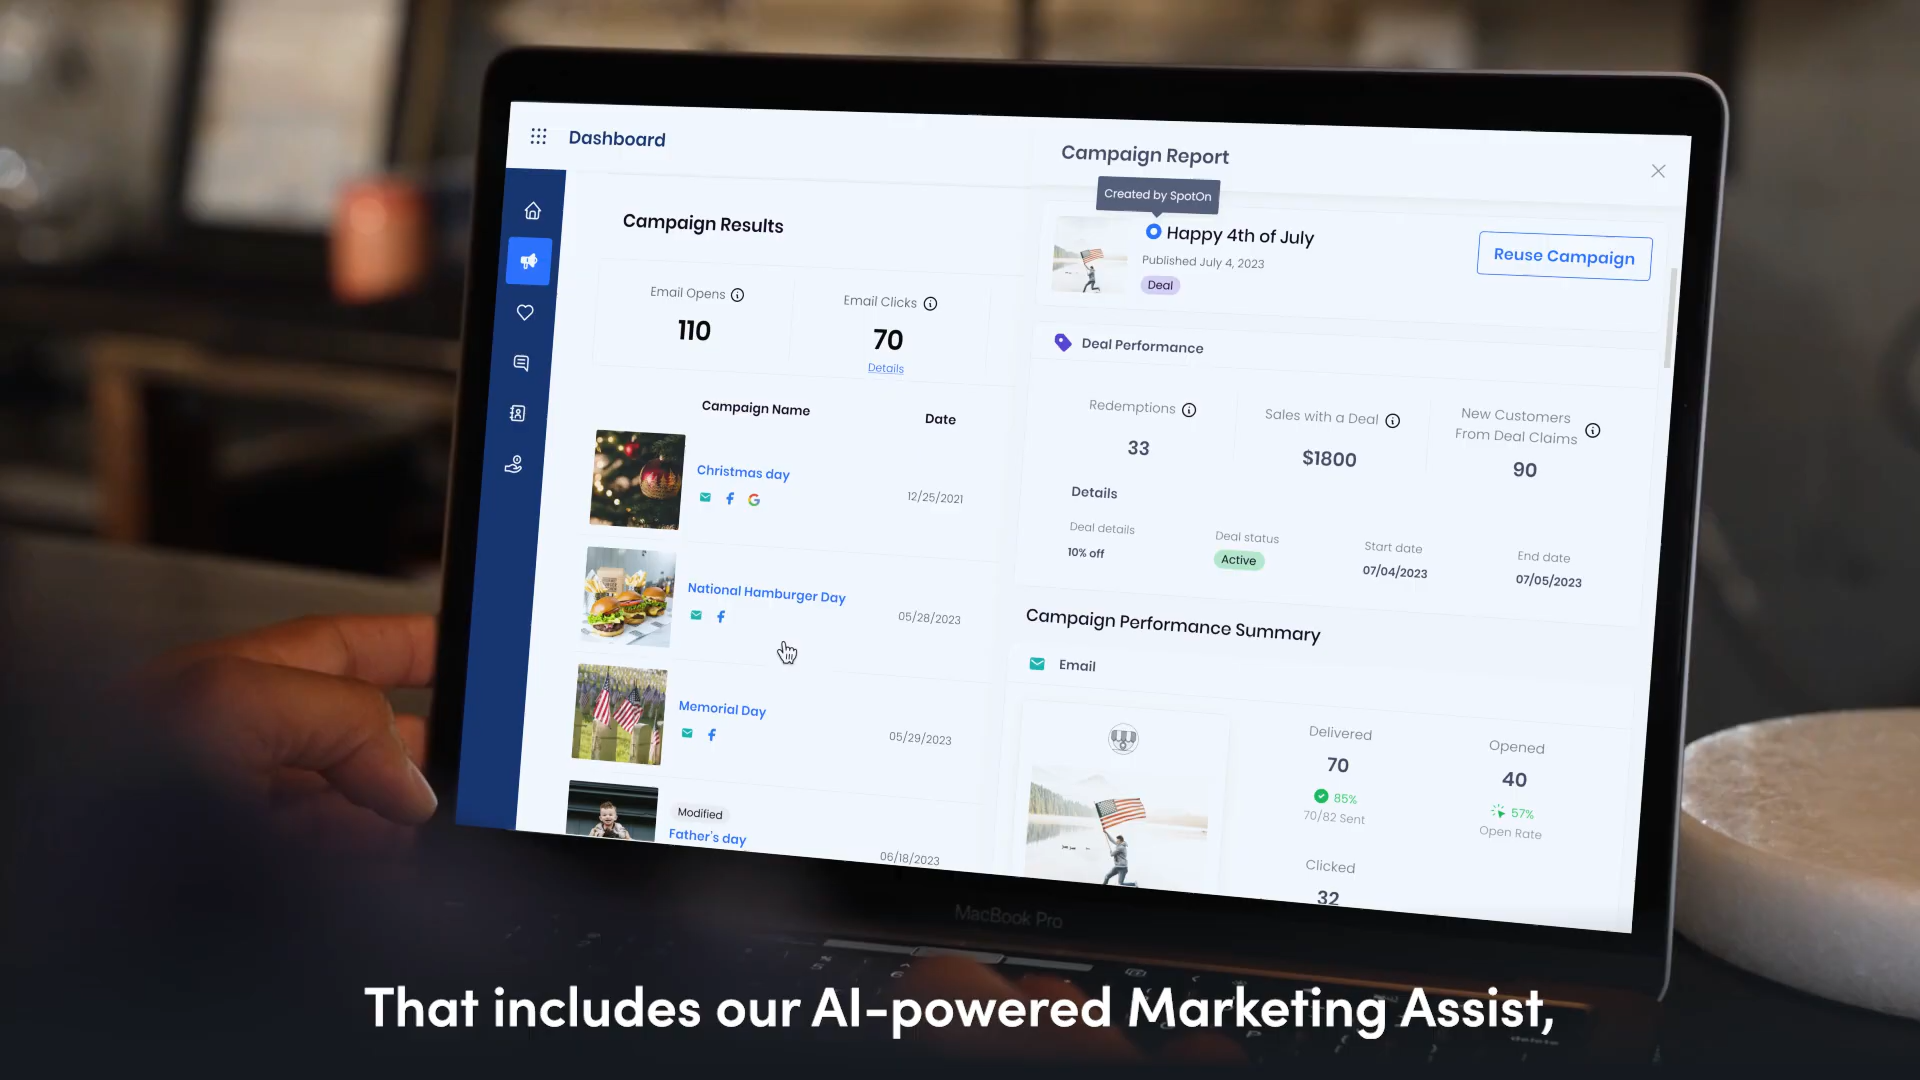 Dashboard
Campaign Results
Email Opens
110
Email Clicks
70
Details
Campaign Name
Date
Christmas day
12/25/2021
National Hamburger Day
05/28/2023
Memorial Day
05/29/2023
Modified
Father's day
06/18/2023
Campaign Report
Created by SpotOn
Happy 4th of July
Published July 4, 2023
Deal
Reuse Campaign
Deal Performance
Redemptions
33
Sales with a Deal
$1800
New Customers
From Deal Claims
90
Details
Deal details
10% off
Deal status
Active
Start date
07/04/2023
End date
07/05/2023
Campaign Performance Summary
Email
Delivered
70
85%
70/82 Sent
Opened
40
57%
Open Rate
Clicked
32
MacBook Pro
That includes our AI-powered Marketing Assist,